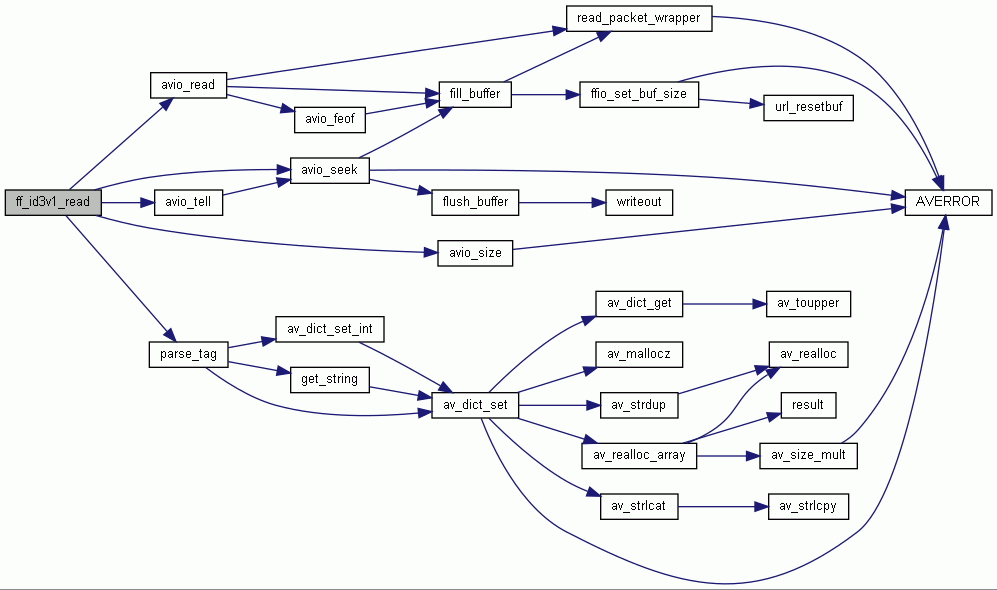 read_packet_wrapper
avio_read
fill_buffer
ffio_set_buf_size
url_resetbuf
avio_feof
avio_seek
ff_id3v1_read
avio_tell
flush_buffer
writeout
AVERROR
avio_size
av_dict_get
av_toupper
av_dict_set_int
parse_tag
av_mallocz
av_realloc
get_string
av_dict_set
av_strdup
result
av_realloc_array
av_size_mult
av_strlcat
av_strlcpy